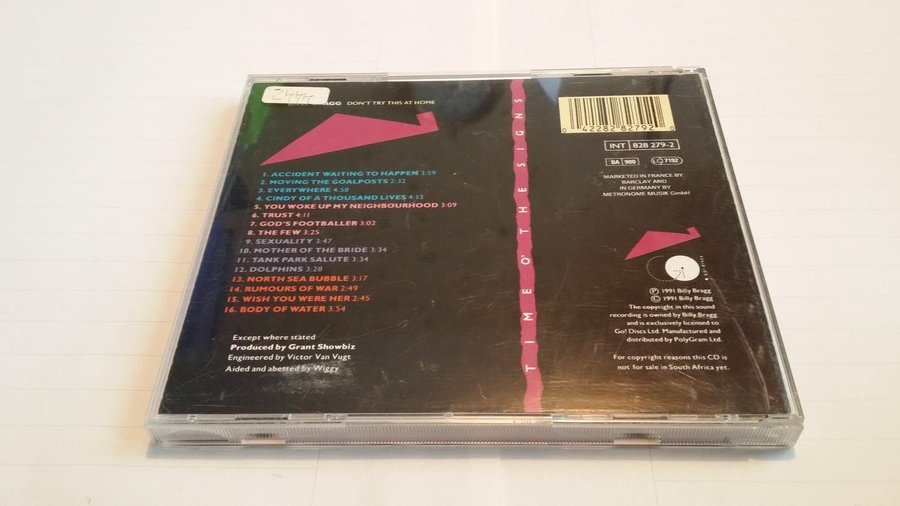 GG DON'T TRY THIS AT HOME
1. ACCIDENT WAITING TO HAPPEN 3:59
2. MOVING THE GOALPOSTS 2:32
3. EVERYWHERE 4:58
4. CINDY OF A THOUSAND LIVES 4:13
5. YOU WOKE UP MY NEIGHBOURHOOD 3:09
6. TRUST 4:11
7. GOD'S FOOTBALLER 3:02
8. THE FEW 3:25
9. SEXUALITY 3:47
10. MOTHER OF THE BRIDE 3:34
11. TANK PARK SALUTE 3:34
12. DOLPHINS 3:28
13. NORTH SEA BUBBLE 3:17
14. RUMOURS OF WAR 2:49
15. WISH YOU WERE HER 2:45
16. BODY OF WATER 3:54
Except where stated
Produced by Grant Showbiz
Engineered by Victor Van Vugt
Aided and abetted by Wiggy
TIME O' THE SIGNS
0 42282 82792 0
INT 828 279-2
BA 900 LC 7192
MARKETED IN FRANCE BY
BARCLAY AND
IN GERMANY BY
METRONOME MUSIK GmbH
℗ 1991 Billy Bragg
© 1991 Billy Bragg
The copyright in this sound
recording is owned by Billy Bragg
and is exclusively licensed to
Go! Discs Ltd. Manufactured and
distributed by PolyGram Ltd.
For copyright reasons this CD is
not for sale in South Africa yet.